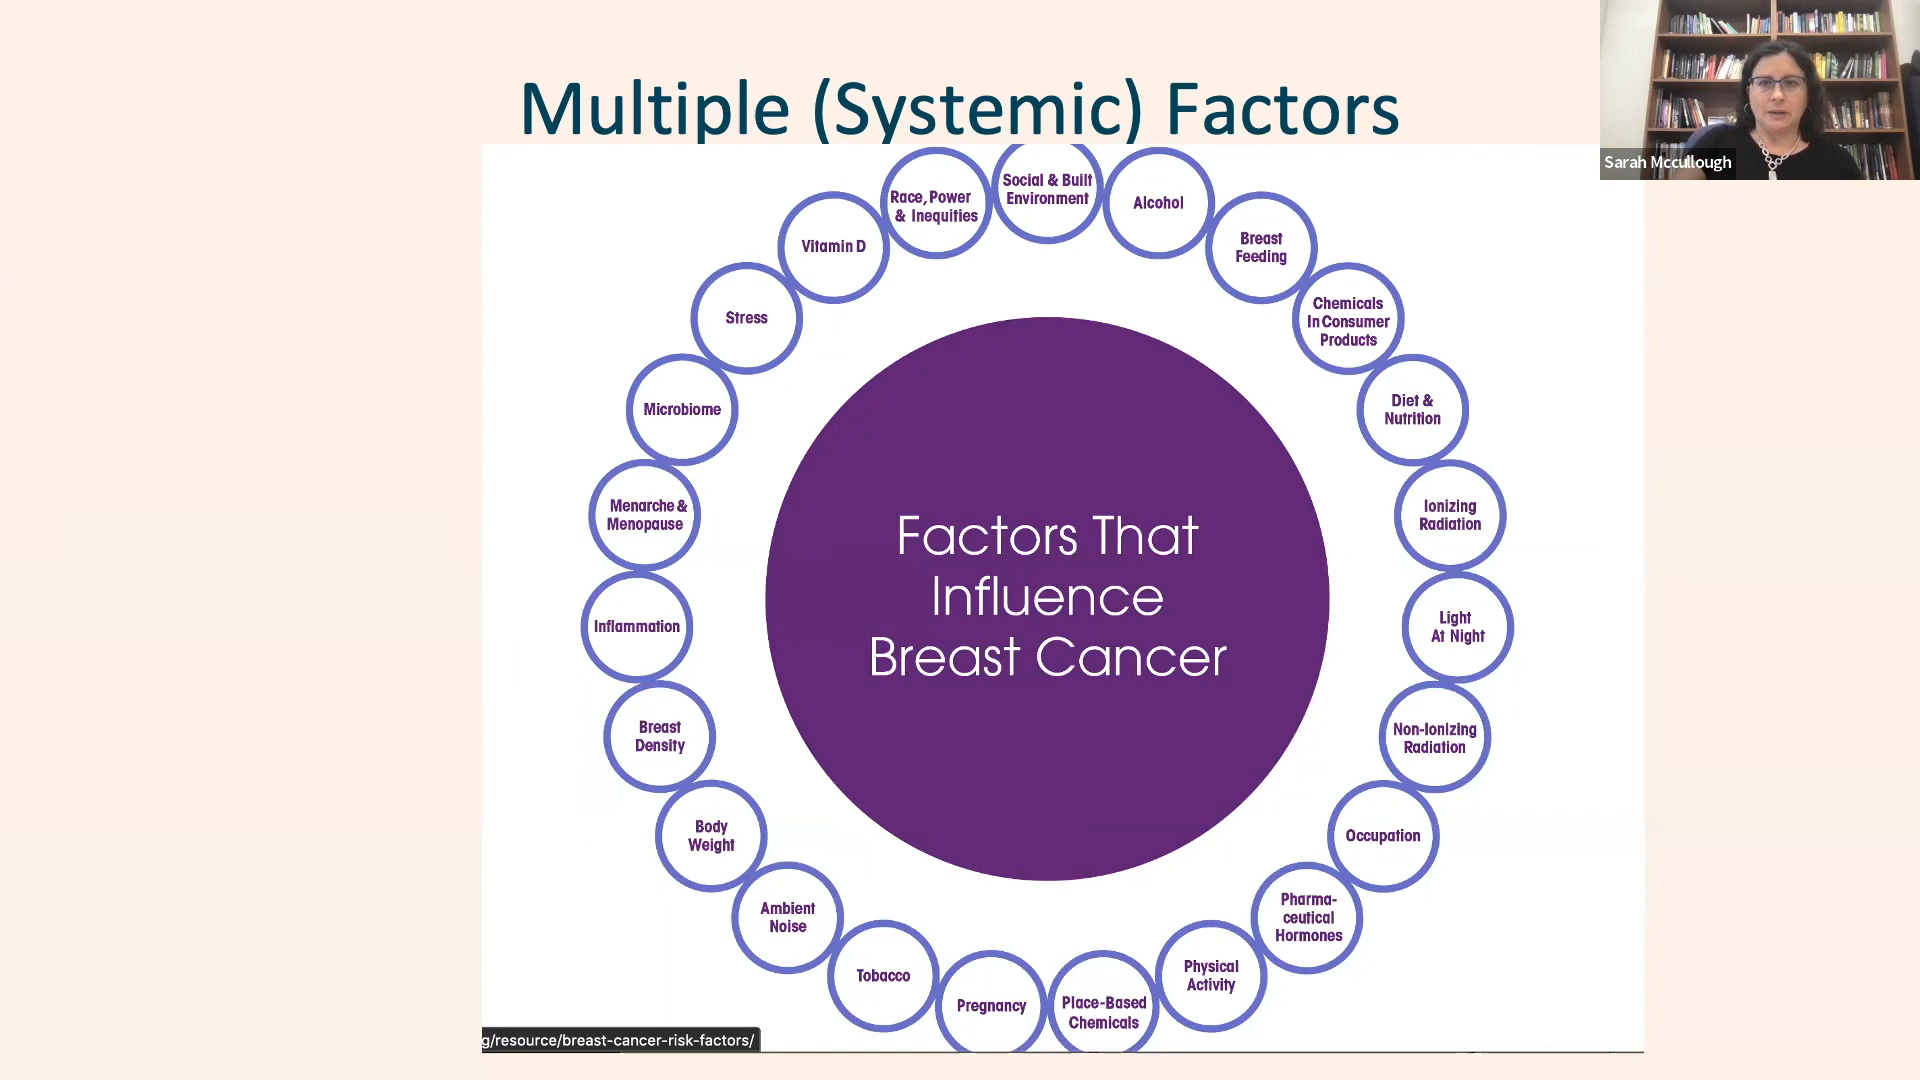 Multiple (Systemic) Factors
Sarah Mccullough
Social & Built
Environment
Alcohol
Breast
Feeding
Chemicals
In Consumer
Products
Diet &
Nutrition
Ionizing
Radiation
Light
At Night
Non-Ionizing
Radiation
Occupation
Pharma-
ceutical
Hormones
Physical
Activity
Place-Based
Chemicals
Pregnancy
Tobacco
Ambient
Noise
Body
Weight
Breast
Density
Inflammation
Menarche &
Menopause
Microbiome
Stress
Vitamin D
Race, Power
& Inequities
Factors That
Influence
Breast Cancer
g/resource/breast-cancer-risk-factors/